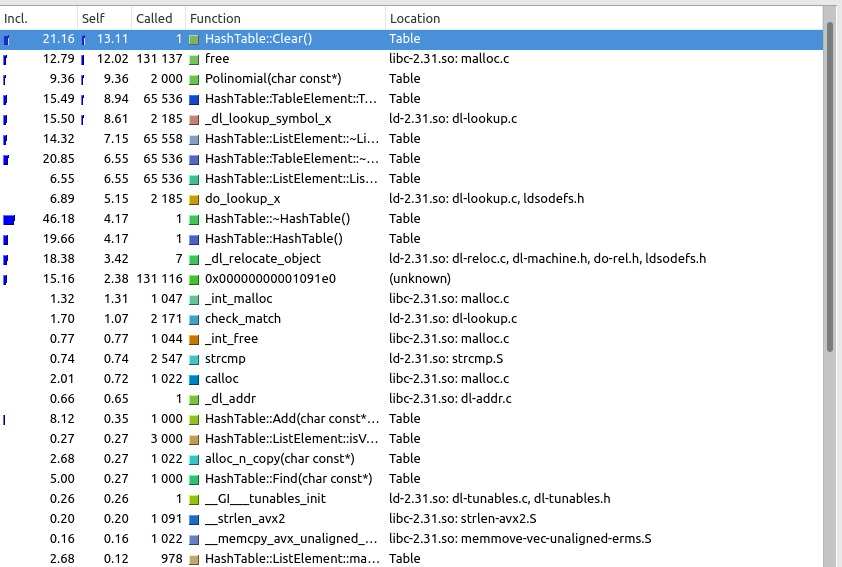 Incl. Self Called Function Location
21.16 13.11 1 HashTable::Clear() Table
12.79 12.02 131 137 free libc-2.31.so: malloc.c
9.36 9.36 2 000 Polinomial(char const*) Table
15.49 8.94 65 536 HashTable::TableElement::T... Table
15.50 8.61 2 185 _dl_lookup_symbol_x ld-2.31.so: dl-lookup.c
14.32 7.15 65 558 HashTable::ListElement::~Li... Table
20.85 6.55 65 536 HashTable::TableElement::~... Table
6.55 6.55 65 536 HashTable::ListElement::Lis... Table
6.89 5.15 2 185 do_lookup_x ld-2.31.so: dl-lookup.c, ldsodefs.h
46.18 4.17 1 HashTable::~HashTable() Table
19.66 4.17 1 HashTable::HashTable() Table
18.38 3.42 7 _dl_relocate_object ld-2.31.so: dl-reloc.c, dl-machine.h, do-rel.h, ldsodefs.h
15.16 2.38 131 116 0x00000000001091e0 (unknown)
1.32 1.31 1 047 _int_malloc libc-2.31.so: malloc.c
1.70 1.07 2 171 check_match ld-2.31.so: dl-lookup.c
0.77 0.77 1 044 _int_free libc-2.31.so: malloc.c
0.74 0.74 2 547 strcmp ld-2.31.so: strcmp.S
2.01 0.72 1 022 calloc libc-2.31.so: malloc.c
0.66 0.65 1 _dl_addr libc-2.31.so: dl-addr.c
8.12 0.35 1 000 HashTable::Add(char const*... Table
0.27 0.27 3 000 HashTable::ListElement::isV... Table
2.68 0.27 1 022 alloc_n_copy(char const*) Table
5.00 0.27 1 000 HashTable::Find(char const*) Table
0.26 0.26 1 __GI___tunables_init ld-2.31.so: dl-tunables.c, dl-tunables.h
0.20 0.20 1 091 __strlen_avx2 libc-2.31.so: strlen-avx2.S
0.16 0.16 1 022 __memcpy_avx_unaligned_... libc-2.31.so: memmove-vec-unaligned-erms.S
2.68 0.12 978 HashTable::ListElement::ma... Table